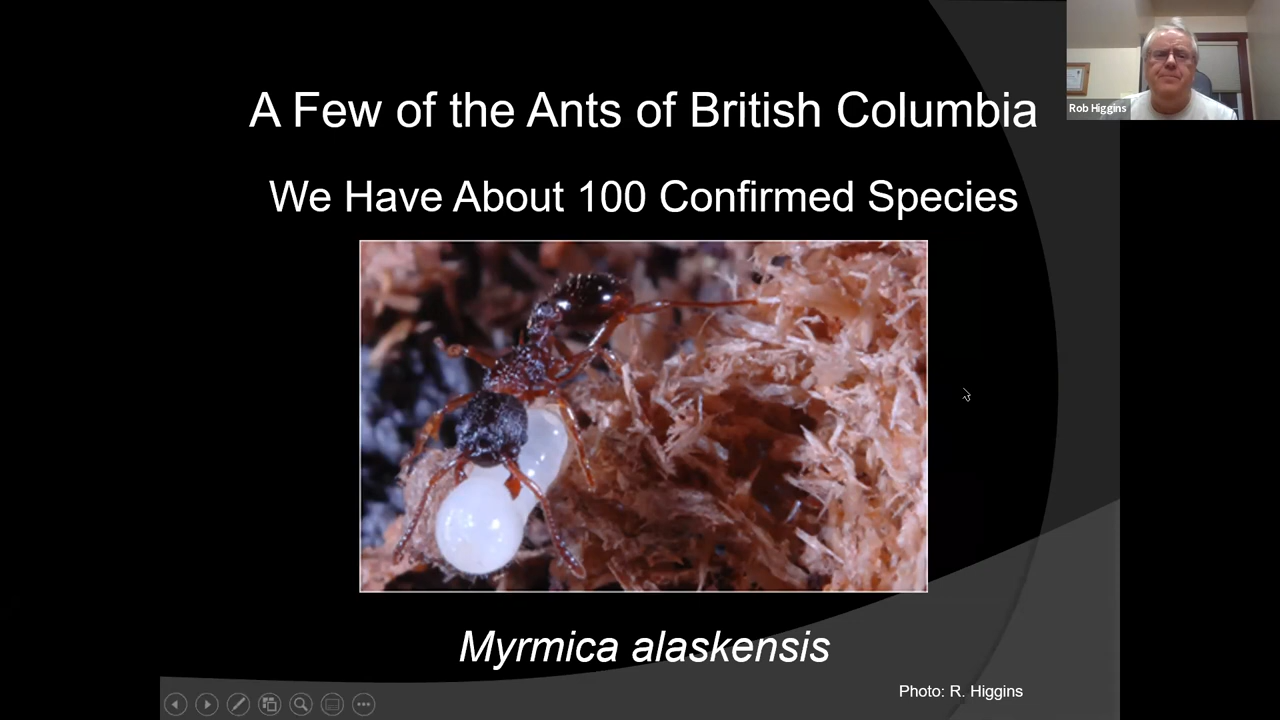 A Few of the Ants of British Columbia
Rob Higgins
We Have About 100 Confirmed Species
Myrmica alaskensis
Photo: R. Higgins